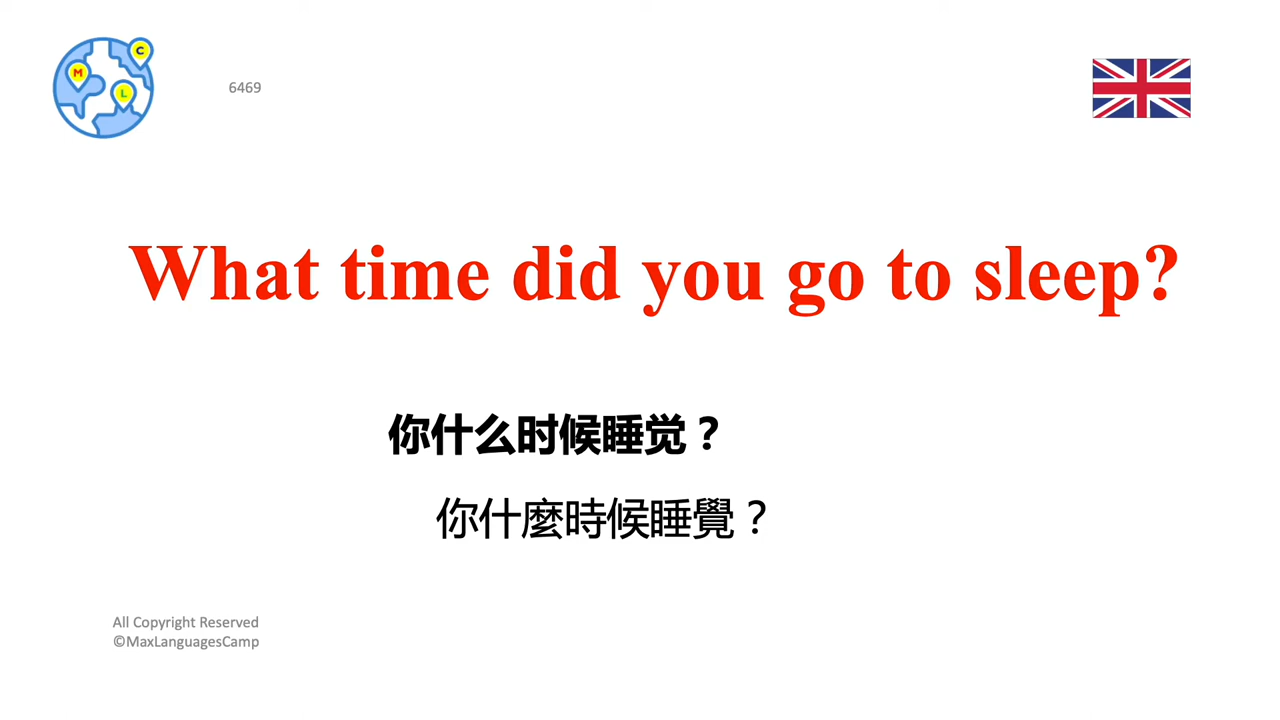 C
M
L
6469
What time did you go to sleep?
你什么时候睡觉？
你什麼時候睡覺？
All Copyright Reserved
©MaxLanguagesCamp